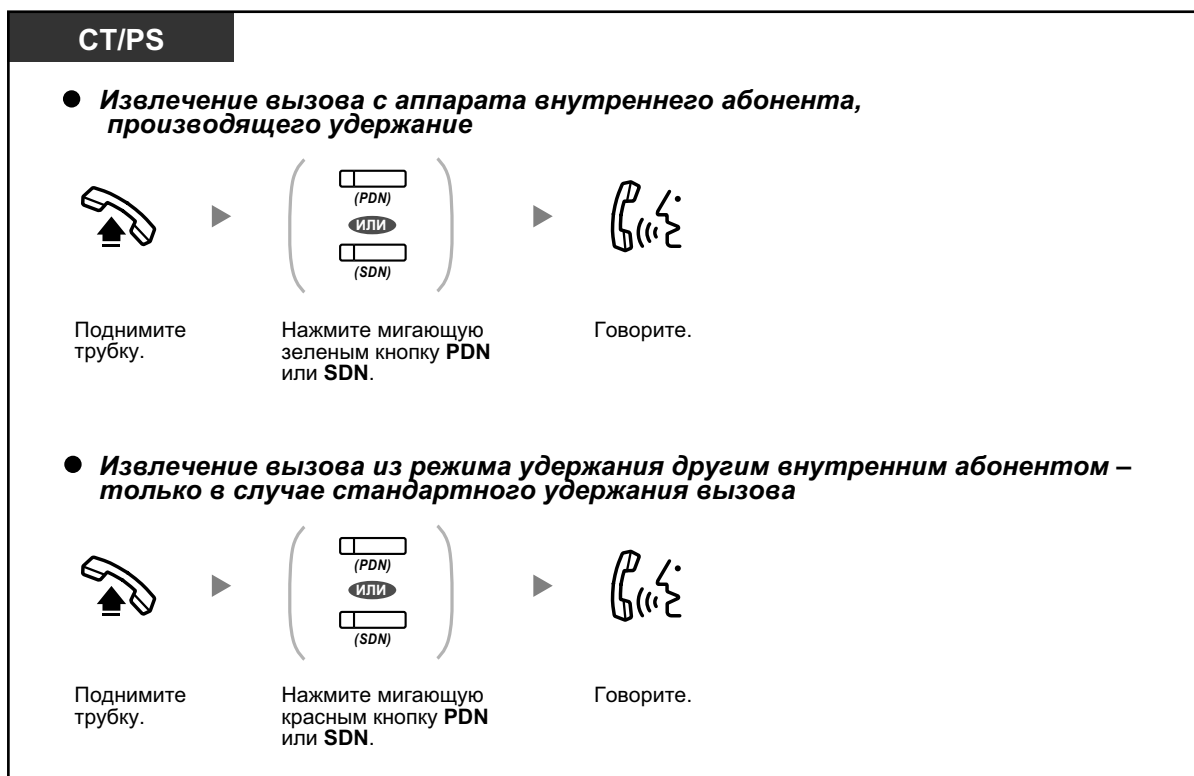 CT/PS
● Извлечение вызова с аппарата внутреннего абонента,
производящего удержание
(PDN)
ИЛИ
(SDN)
Поднимите
трубку.
Нажмите мигающую
зеленым кнопку PDN
или SDN.
Говорите.
● Извлечение вызова из режима удержания другим внутренним абонентом –
только в случае стандартного удержания вызова
(PDN)
ИЛИ
(SDN)
Поднимите
трубку.
Нажмите мигающую
красным кнопку PDN
или SDN.
Говорите.